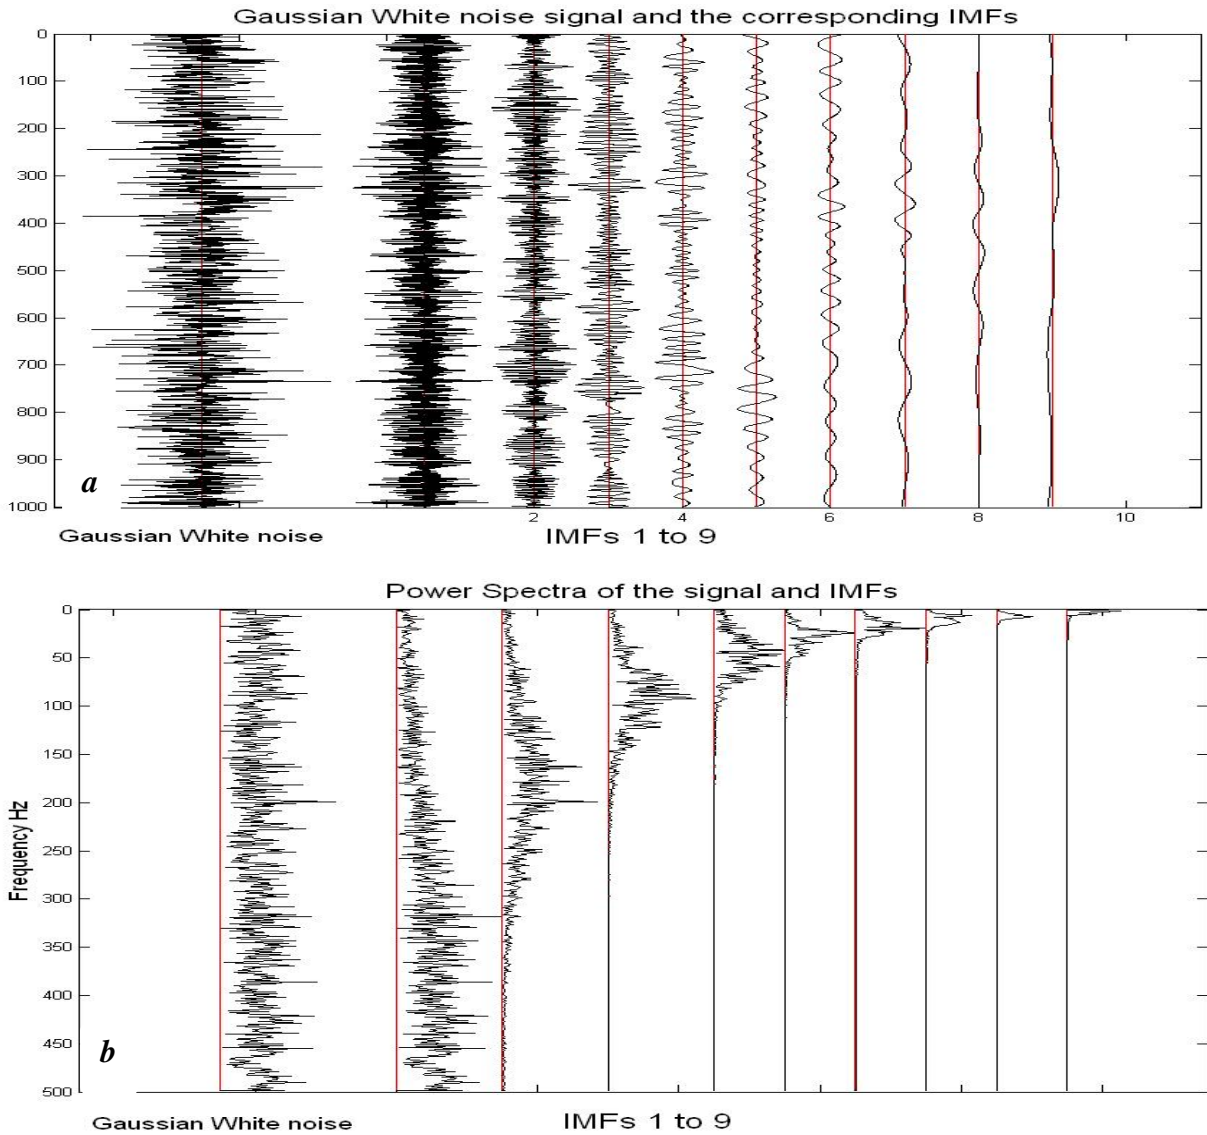 Gaussian White noise signal and the corresponding IMFs
0
100
200
300
400
500
600
700
800
900
1000
a
2 4 6 8 10
Gaussian White noise IMFs 1 to 9
Power Spectra of the signal and IMFs
0
50
100
150
200
250
300
350
400
450
500
Frequency Hz
b
Gaussian White noise IMFs 1 to 9